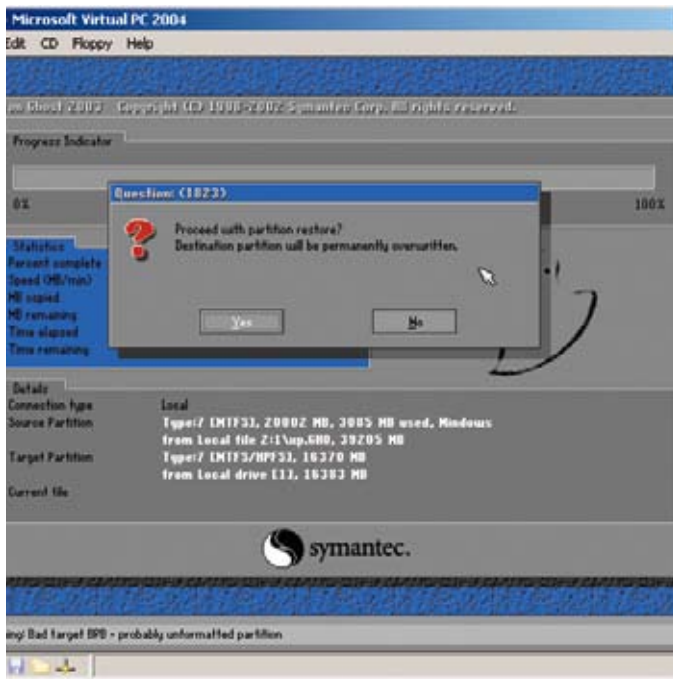 Microsoft Virtual PC 2004
Edit CD Floppy Help
Ghost 2003 Copyright (C) 1998-2002 Symantec Corp. All rights reserved.
Progress Indicator
0% 100%
Question: (1823)
Proceed with partition restore?
Destination partition will be permanently overwritten.
Yes No
Statistics
Percent complete
Speed (MB/min)
MB copied
MB remaining
Time elapsed
Time remaining
Details
Connection type Local
Source Partition Type:7 [NTFS], 20002 MB, 3005 MB used, Windows
from Local file Z:\xp.GHO, 39205 MB
Target Partition Type:7 [NTFS/HPFS], 16370 MB
from Local drive [1], 16383 MB
Current file
symantec.
Bad target BPB - probably unformatted partition